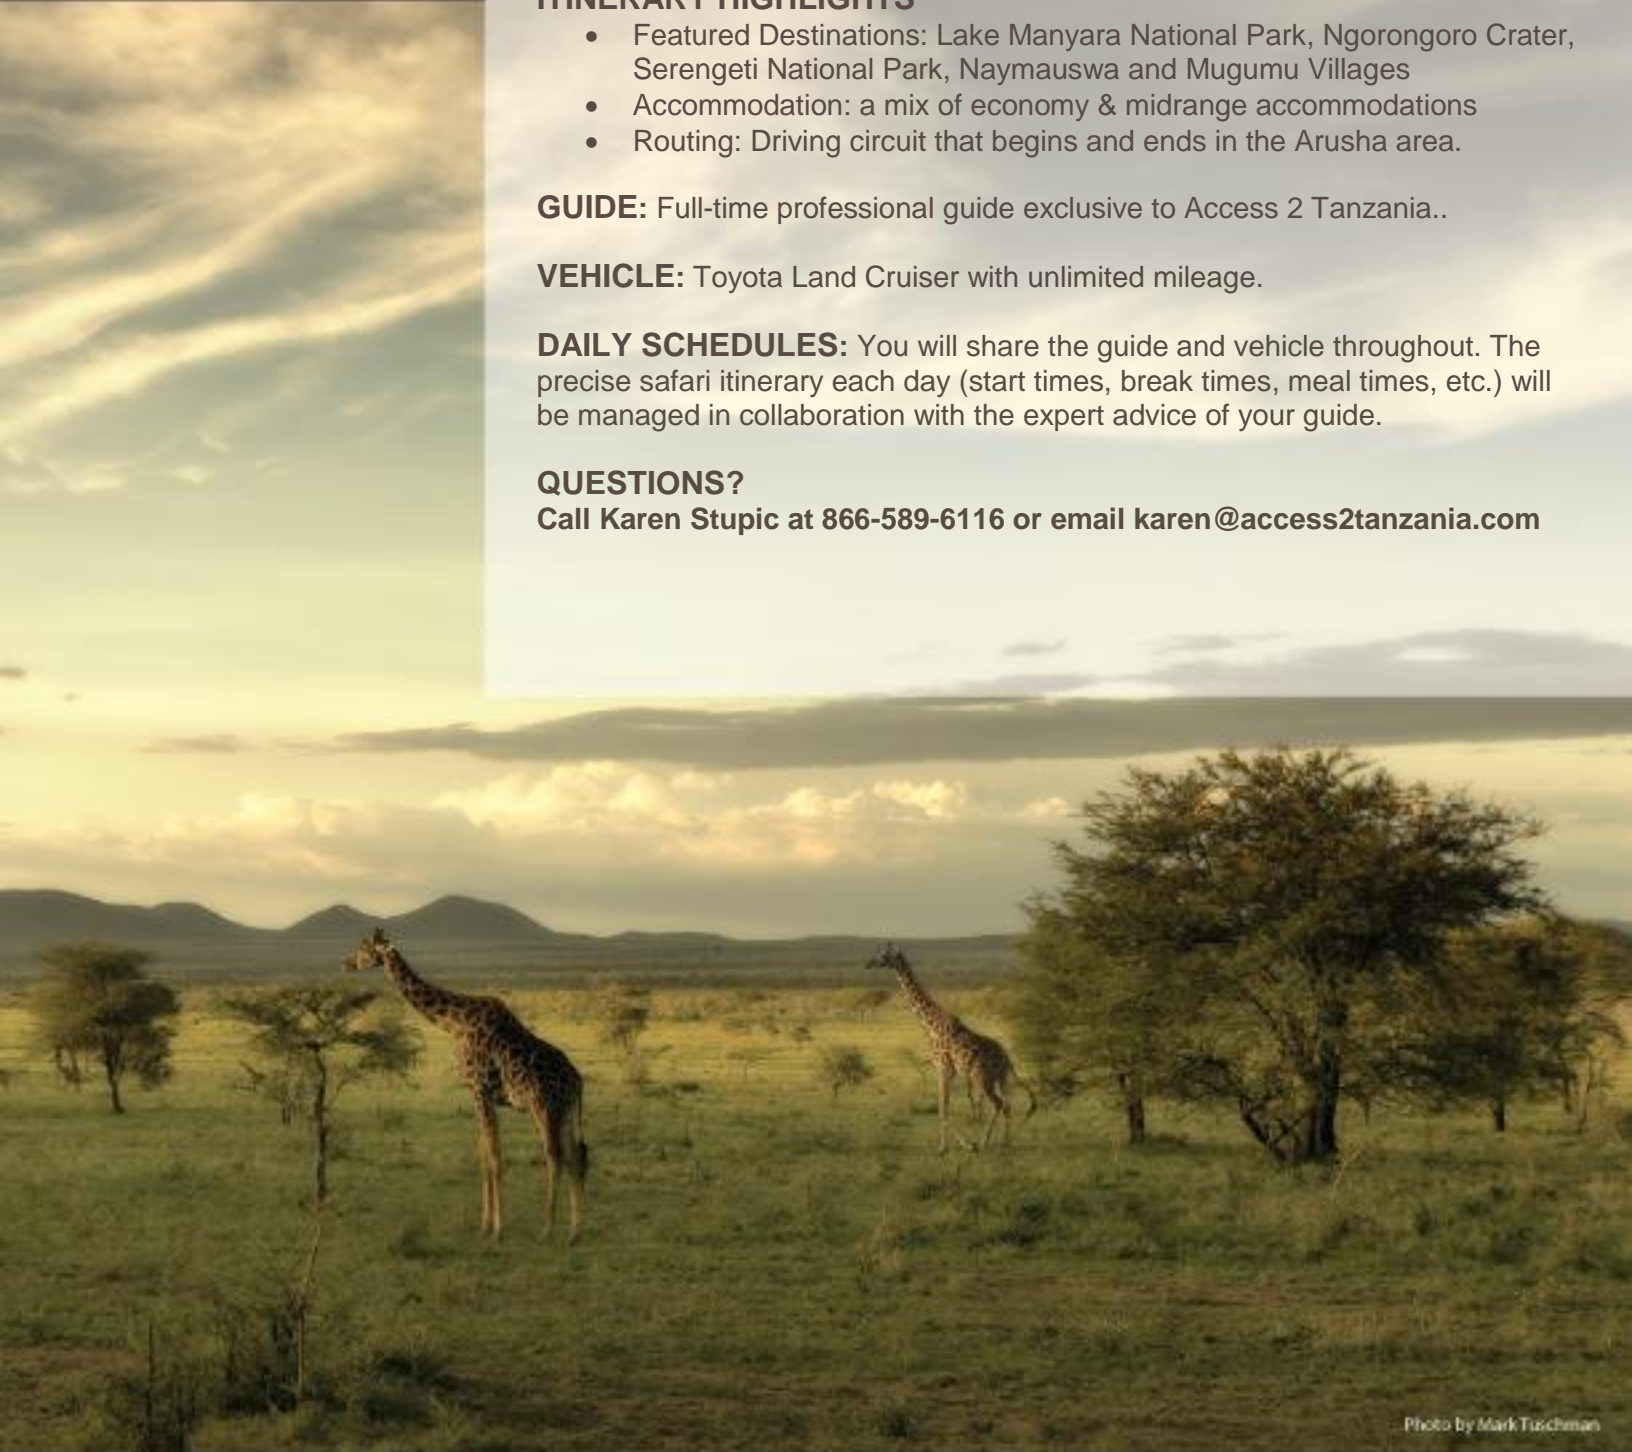 ITINERARY HIGHLIGHTS
• Featured Destinations: Lake Manyara National Park, Ngorongoro Crater,
Serengeti National Park, Naymauswa and Mugumu Villages
• Accommodation: a mix of economy & midrange accommodations
• Routing: Driving circuit that begins and ends in the Arusha area.
GUIDE: Full-time professional guide exclusive to Access 2 Tanzania..
VEHICLE: Toyota Land Cruiser with unlimited mileage.
DAILY SCHEDULES: You will share the guide and vehicle throughout. The
precise safari itinerary each day (start times, break times, meal times, etc.) will
be managed in collaboration with the expert advice of your guide.
QUESTIONS?
Call Karen Stupic at 866-589-6116 or email karen@access2tanzania.com
Photo by Mark Tuschman